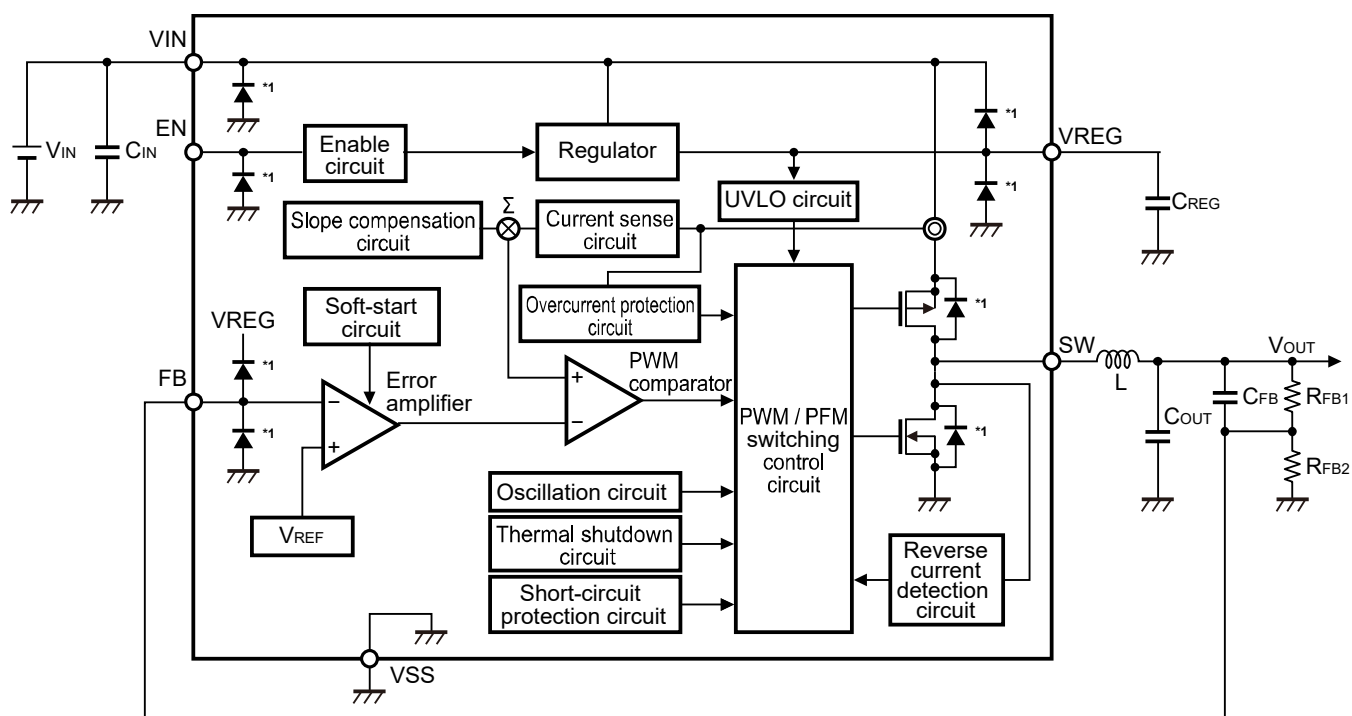 VIN
*1
*1
EN
VIN
CIN
Enable
circuit
Regulator
VREG
*1
*1
UVLO circuit
CREG
Σ
Slope compensation
circuit
Current sense
circuit
Overcurrent protection
circuit
*1
Soft-start
circuit
VREG
*1
FB
Error
amplifier
−
+
*1
PWM
comparator
+
−
PWM / PFM
switching
control
circuit
*1
SW
L
VOUT
CFB
RFB1
COUT
RFB2
VREF
Oscillation circuit
Thermal shutdown
circuit
Short-circuit
protection circuit
Reverse
current
detection
circuit
VSS